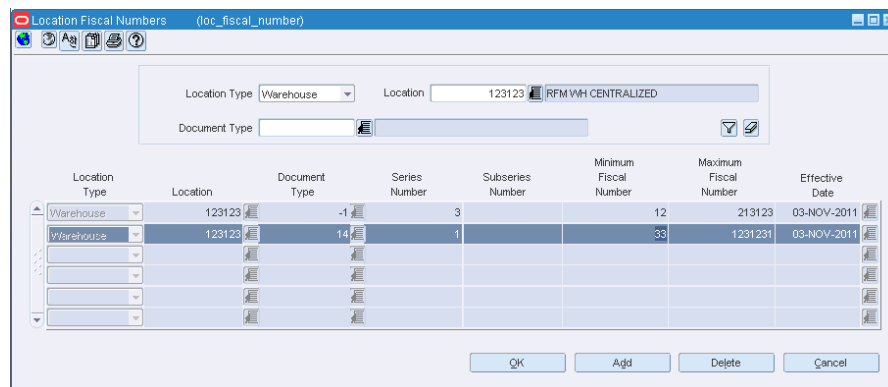 Location Fiscal Numbers (loc_fiscal_number)
Location Type Warehouse Location 123123 RFM WH CENTRALIZED
Document Type
Location Type Location Document Type Series Number Subseries Number Minimum Fiscal Number Maximum Fiscal Number Effective Date
Warehouse 123123 -1 3 12 213123 03-NOV-2011
Warehouse 123123 14 1 33 1231231 03-NOV-2011
OK Add Delete Cancel